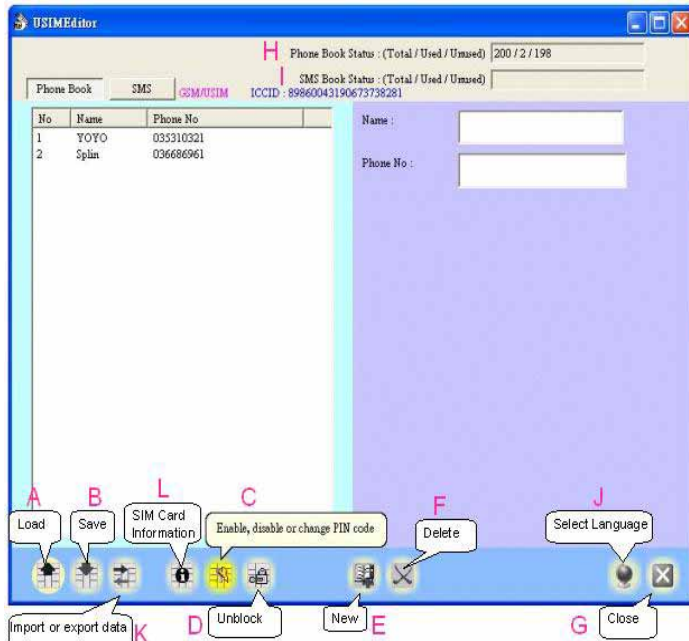 USIMEditor
H Phone Book Status : (Total / Used / Unused) 200 / 2 / 198
I SMS Book Status : (Total / Used / Unused)
Phone Book SMS GSM/USIM ICCID : 89860043190673738281
No Name Phone No
1 YOYO 035310321
2 Splin 036686961
Name :
Phone No :
A B L C F J
Load
Save
SIM Card
Information
Enable, disable or change PIN code
Delete
Select Language
Import or export data K
D Unblock
New E
G Close